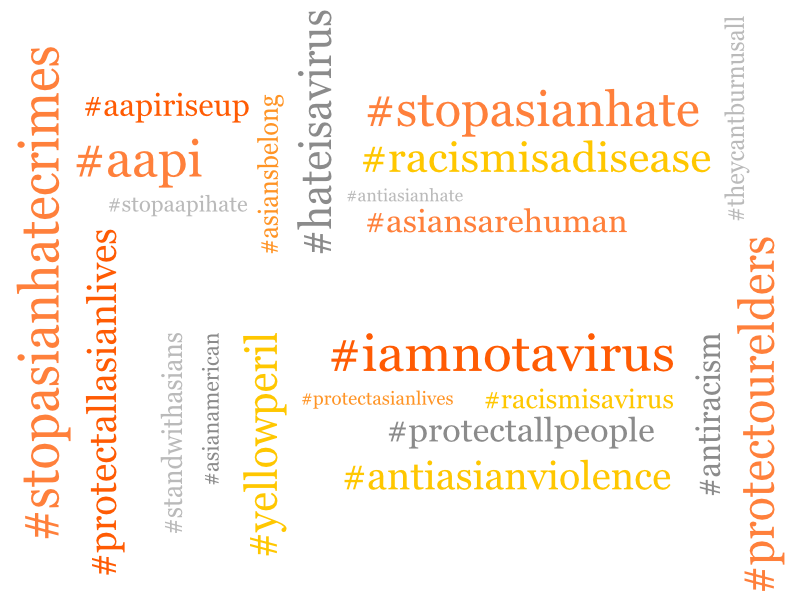 #stopasianhatecrimes
#aapiriseup
#aapi
#stopaapihate
#asiansbelong
#hateisavirus
#stopasianhate
#racismisadisease
#antiasianhate
#asiansarehuman
#theycantburnusall
#protectallasianlives
#standwithasians
#asianamerican
#yellowperil
#iamnotavirus
#protectasianlives
#racismisavirus
#protectallpeople
#antiasianviolence
#antiracism
#protectourelders